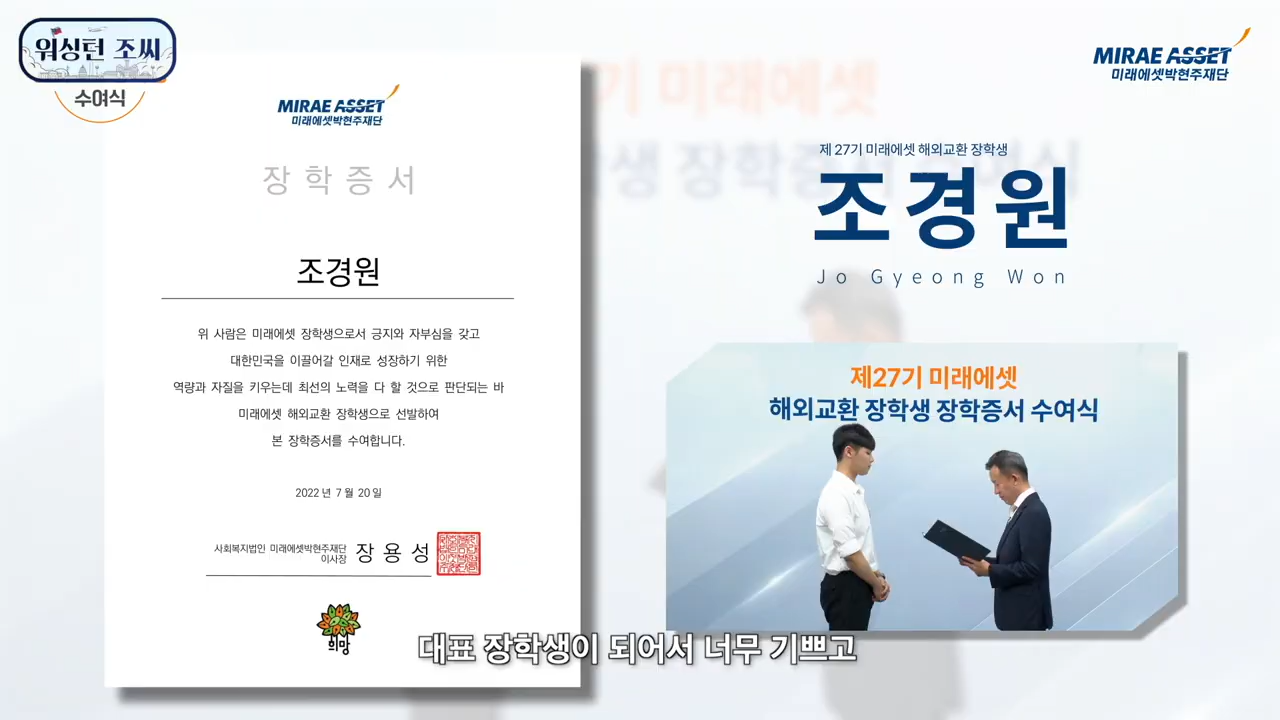 워싱턴 조씨
수여식
MIRAE ASSET
미래에셋박현주재단
장학증서
조경원
위 사람은 미래에셋 장학생으로서 긍지와 자부심을 갖고
대한민국을 이끌어갈 인재로 성장하기 위한
역량과 자질을 키우는데 최선의 노력을 다 할 것으로 판단되는 바
미래에셋 해외교환 장학생으로 선발하여
본 장학증서를 수여합니다.
2022년 7월 20일
사회복지법인 미래에셋박현주재단
이사장 장용성
희망
MIRAE ASSET
미래에셋박현주재단
제 27기 미래에셋 해외교환 장학생
조경원
Jo Gyeong Won
제27기 미래에셋
해외교환 장학생 장학증서 수여식
대표 장학생이 되어서 너무 기쁘고